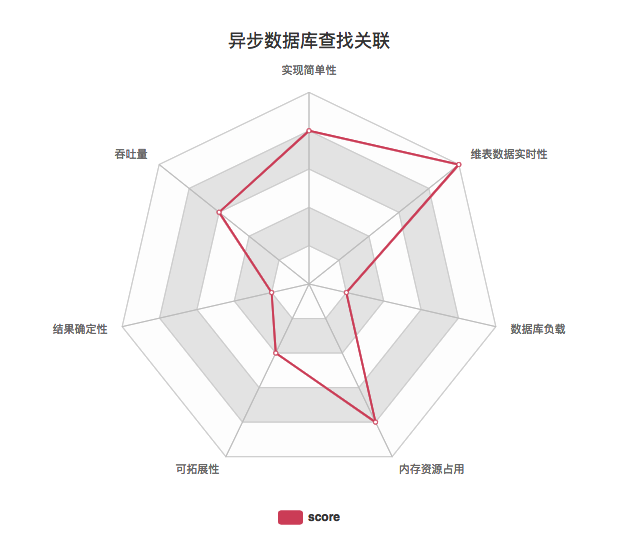 异步数据库查找关联
实现简单性
吞吐量
维表数据实时性
结果确定性
数据库负载
可拓展性
内存资源占用
score